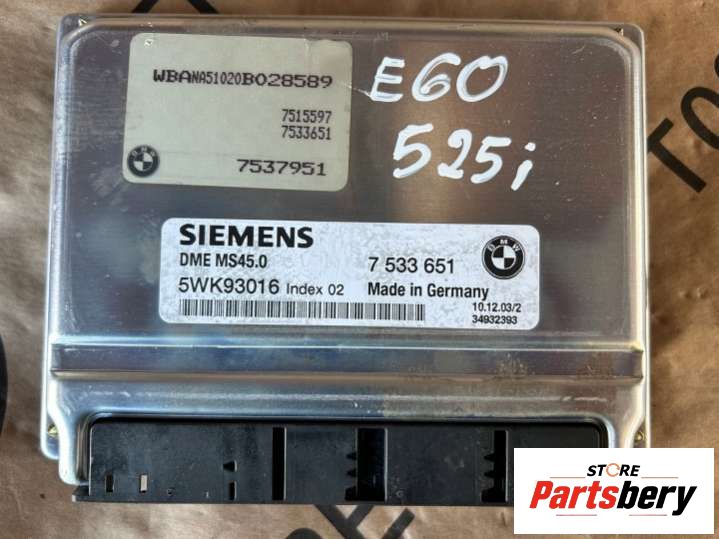 WBANA51020B028589
7515597
7533651
7537951
E60
525i
SIEMENS
DME MS45.0
7 533 651
BMW
5WK93016 Index 02
Made in Germany
10.12.03/2
34932393
STORE
Partsbery